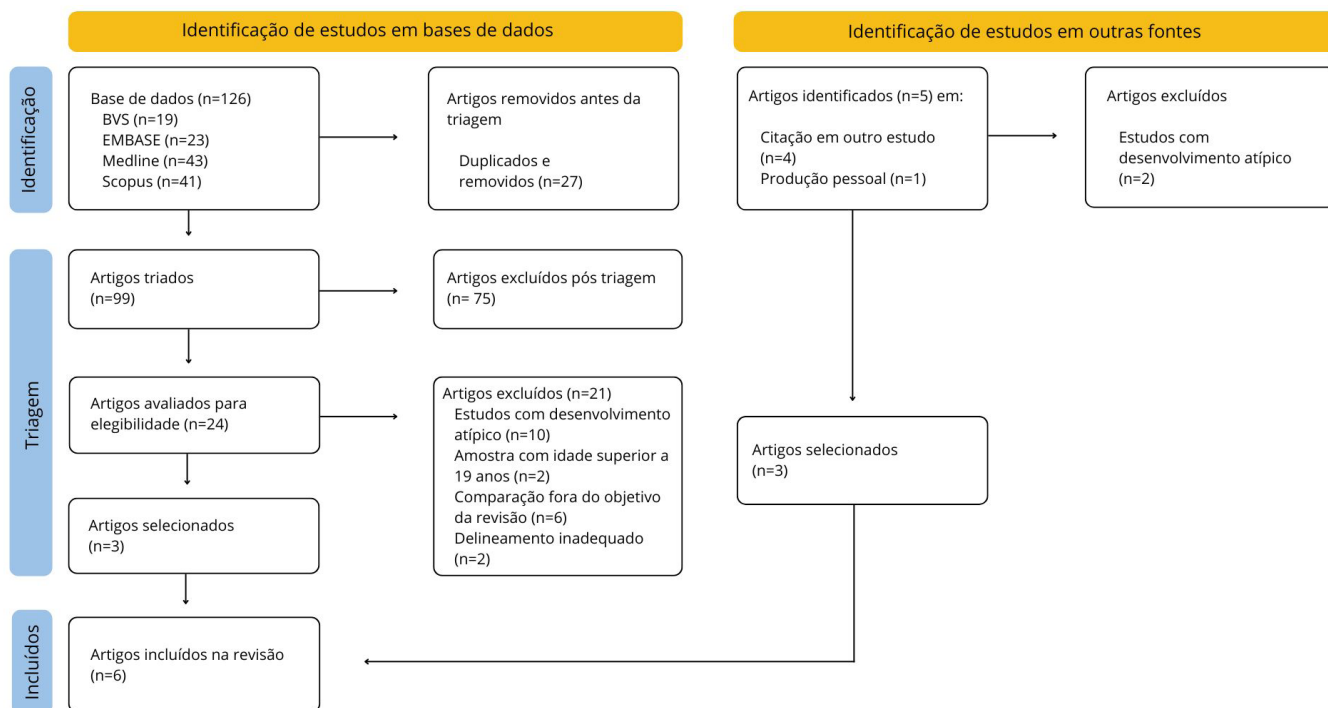 Identificação de estudos em bases de dados
Identificação de estudos em outras fontes
Identificação
Base de dados (n=126)
BVS (n=19)
EMBASE (n=23)
Medline (n=43)
Scopus (n=41)
Artigos removidos antes da
triagem
Duplicados e
removidos (n=27)
Artigos identificados (n=5) em:
Citação em outro estudo
(n=4)
Produção pessoal (n=1)
Artigos excluídos
Estudos com
desenvolvimento atípico
(n=2)
Triagem
Artigos triados
(n=99)
Artigos excluídos pós triagem
(n= 75)
Artigos avaliados para
elegibilidade (n=24)
Artigos excluídos (n=21)
Estudos com desenvolvimento
atípico (n=10)
Amostra com idade superior a
19 anos (n=2)
Comparação fora do objetivo
da revisão (n=6)
Delineamento inadequado
(n=2)
Artigos selecionados
(n=3)
Artigos selecionados
(n=3)
Incluídos
Artigos incluídos na revisão
(n=6)